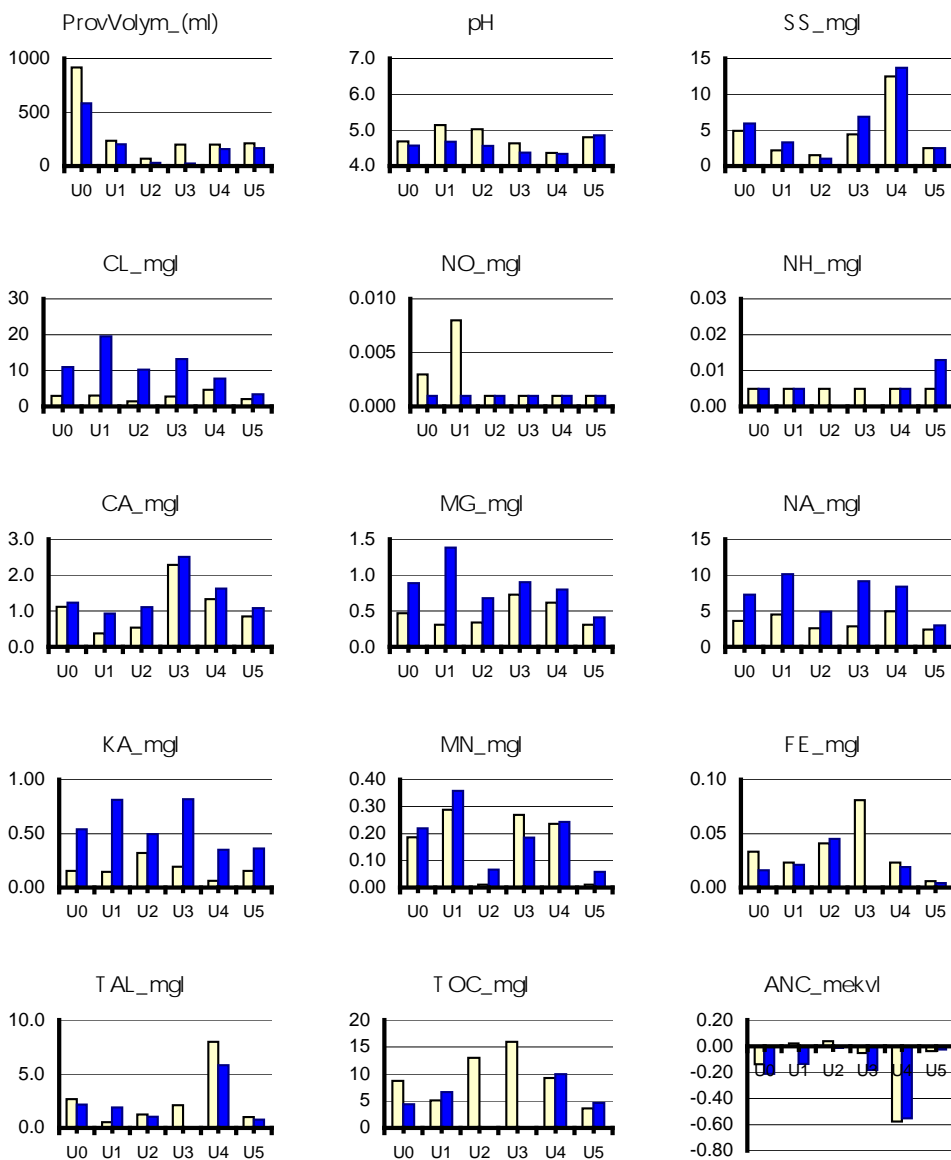 ProvVolym_(ml)
1000
500
0
U0 U1 U2 U3 U4 U5
pH
7.0
6.0
5.0
4.0
U0 U1 U2 U3 U4 U5
SS_mgl
15
10
5
0
U0 U1 U2 U3 U4 U5
CL_mgl
30
20
10
0
U0 U1 U2 U3 U4 U5
NO_mgl
0.010
0.005
0.000
U0 U1 U2 U3 U4 U5
NH_mgl
0.03
0.02
0.01
0.00
U0 U1 U2 U3 U4 U5
CA_mgl
3.0
2.0
1.0
0.0
U0 U1 U2 U3 U4 U5
MG_mgl
1.5
1.0
0.5
0.0
U0 U1 U2 U3 U4 U5
NA_mgl
15
10
5
0
U0 U1 U2 U3 U4 U5
KA_mgl
1.00
0.50
0.00
U0 U1 U2 U3 U4 U5
MN_mgl
0.40
0.30
0.20
0.10
0.00
U0 U1 U2 U3 U4 U5
FE_mgl
0.10
0.05
0.00
U0 U1 U2 U3 U4 U5
TAL_mgl
10.0
5.0
0.0
U0 U1 U2 U3 U4 U5
TOC_mgl
20
15
10
5
0
U0 U1 U2 U3 U4 U5
ANC_mekvl
0.20
0.00
-0.20
-0.40
-0.60
-0.80
U0 U1 U2 U3 U4 U5